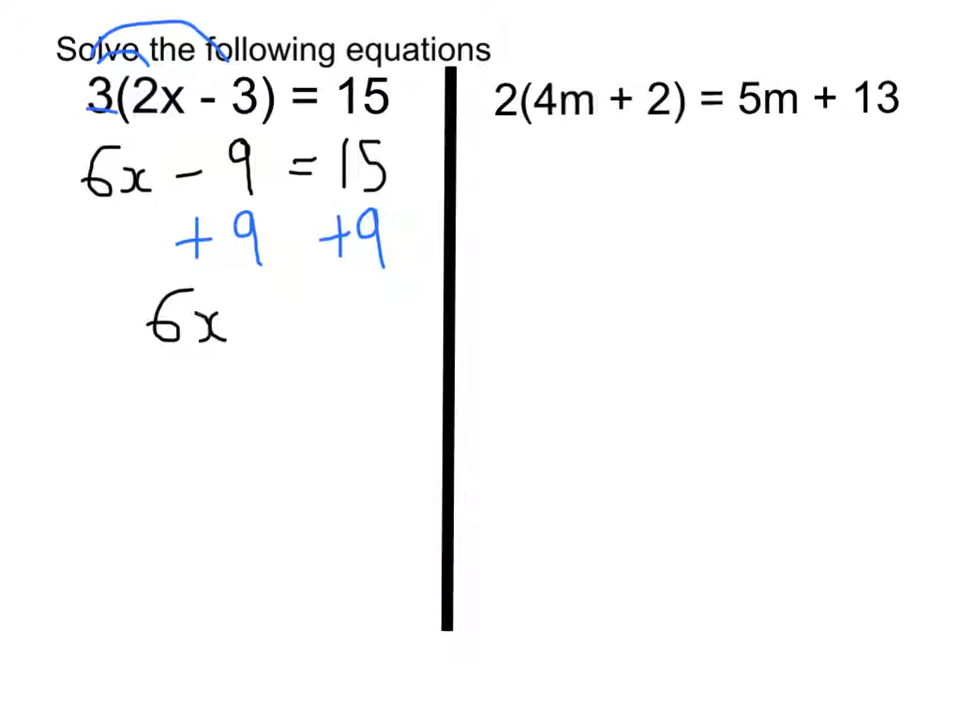 Solve the following equations
3(2x - 3) = 15
6x - 9 = 15
+9 +9
6x
2(4m + 2) = 5m + 13